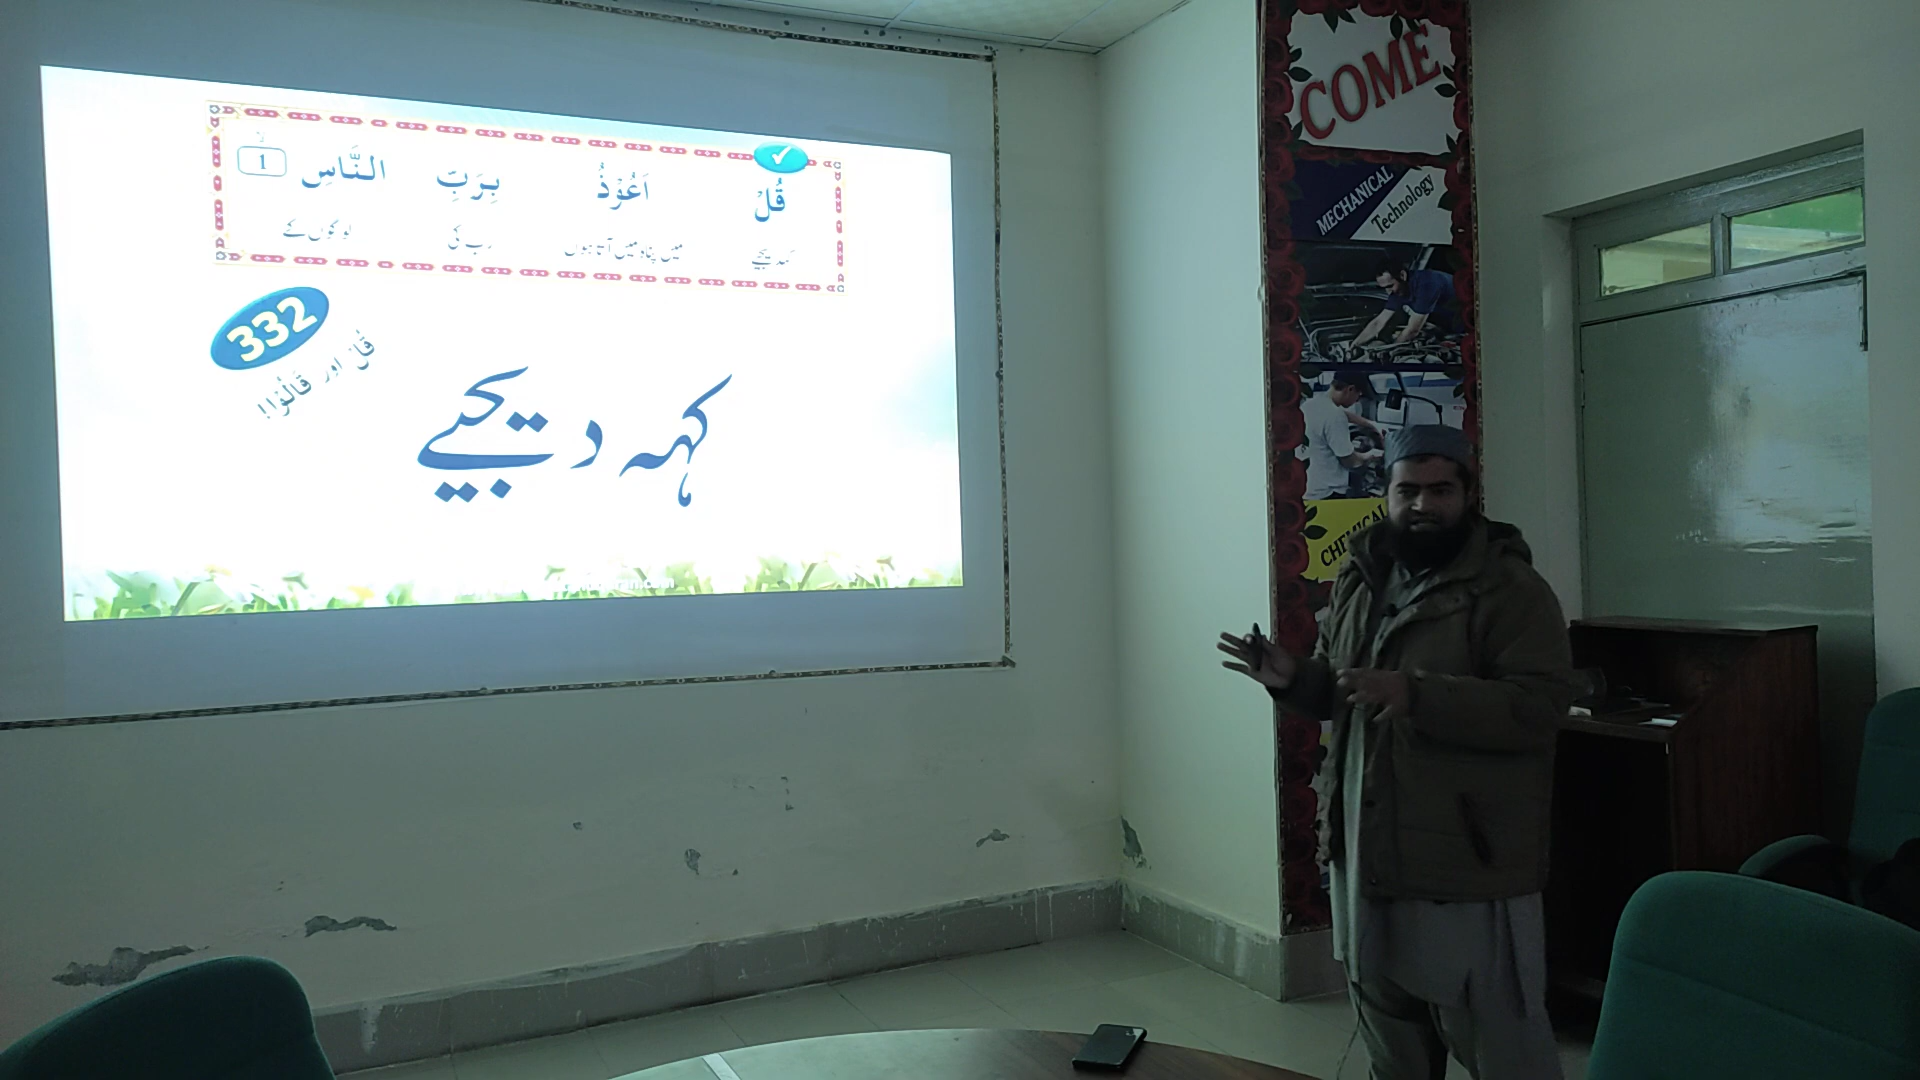 قُلْ اَعُوْذُ بِرَبِّ النَّاسِ 1
کہہ دیجیے میں پناہ میں آتا ہوں رب کی لوگوں کے
332
قُلْ اور قَالُوْا!
کہہ دیجیے
COME
MECHANICAL
Technology